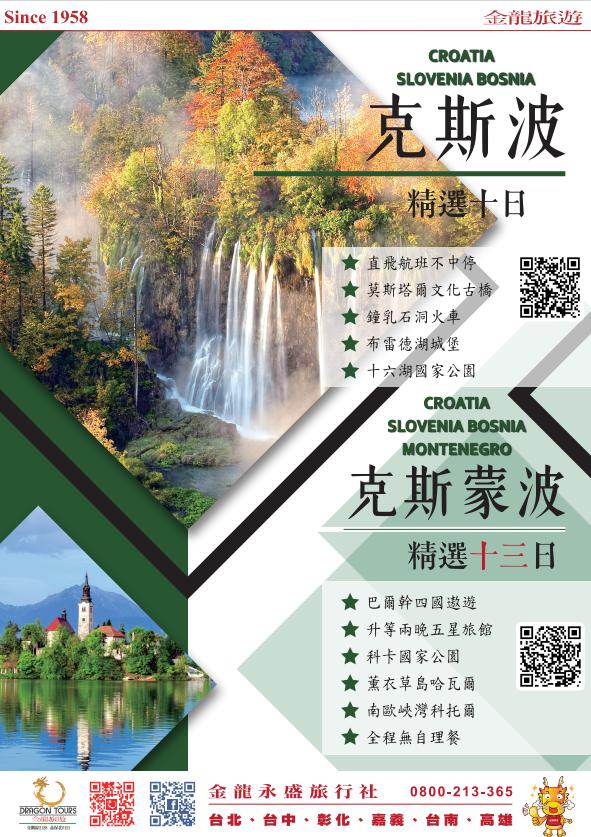 Since 1958
金龍旅遊
CROATIA
SLOVENIA BOSNIA
克斯波
精選十日
直飛航班不中停
莫斯塔爾文化古橋
鐘乳石洞火車
布雷德湖城堡
十六湖國家公園
CROATIA
SLOVENIA BOSNIA
MONTENEGRO
克斯蒙波
精選十三日
巴爾幹四國遨遊
升等兩晚五星旅館
科卡國家公園
薰衣草島哈瓦爾
南歐峽灣科托爾
全程無自理餐
DRAGON TOURS
金龍旅遊
金龍永盛旅行社 0800-213-365
台北、台中、彰化、嘉義、台南、高雄